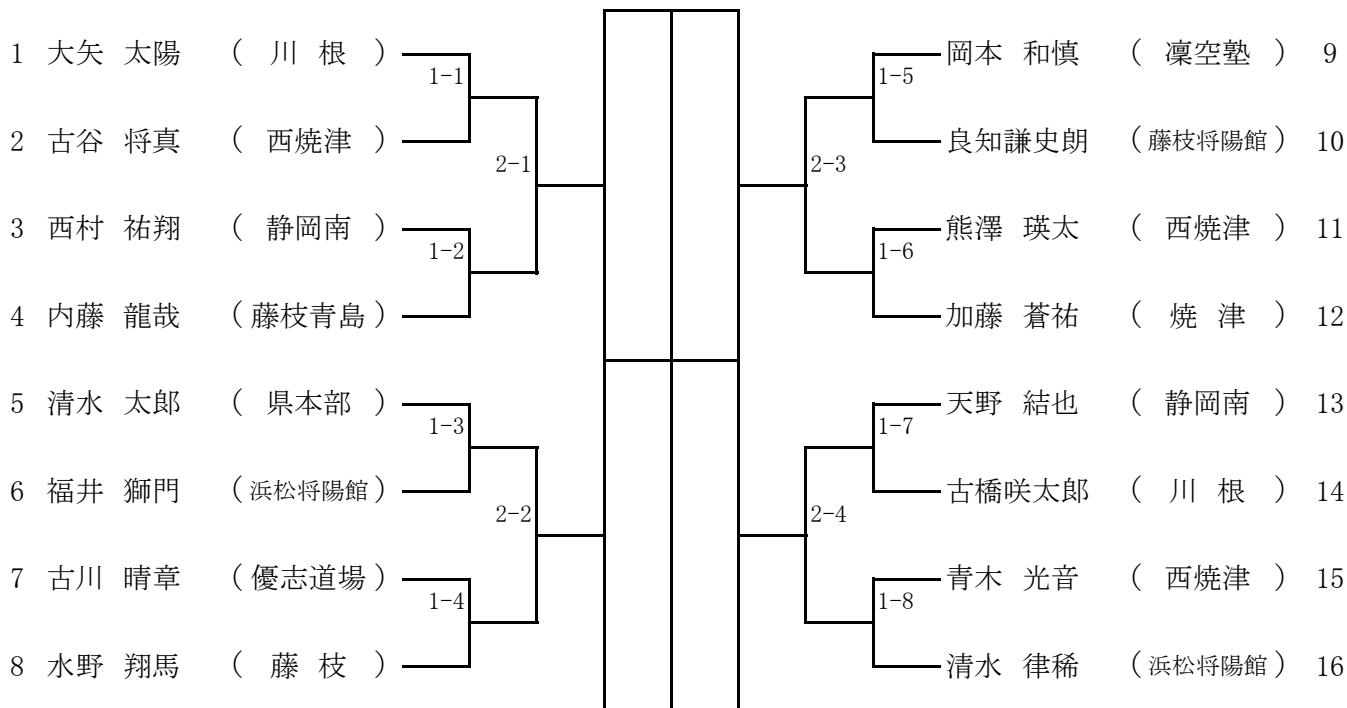 1 大矢 太陽 ( 川 根 )
1-1
2 古谷 将真 ( 西焼津 )
2-1
3 西村 祐翔 ( 静岡南 )
1-2
4 内藤 龍哉 (藤枝青島)
5 清水 太郎 ( 県本部 )
1-3
6 福井 獅門 (浜松将陽館)
2-2
7 古川 晴章 (優志道場)
1-4
8 水野 翔馬 ( 藤 枝 )
岡本 和慎 ( 凜空塾 ) 9
1-5
良知謙史朗 (藤枝将陽館) 10
2-3
熊澤 瑛太 ( 西焼津 ) 11
1-6
加藤 蒼祐 ( 焼 津 ) 12
天野 結也 ( 静岡南 ) 13
1-7
古橋咲太郎 ( 川 根 ) 14
2-4
青木 光音 ( 西焼津 ) 15
1-8
清水 律稀 (浜松将陽館) 16